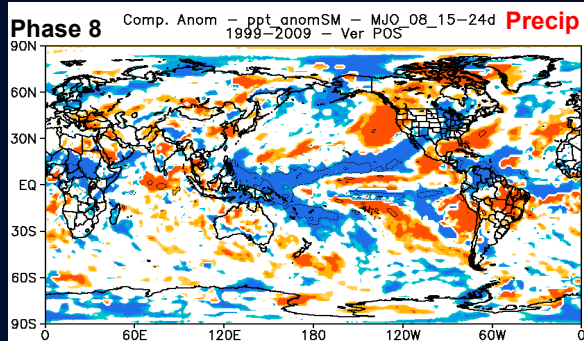 Phase 8
Comp. Anom – ppt_anomSM – MJO_08_15–24d
Precip
1999–2009 – Ver POS
90N
60N
30N
EQ
30S
60S
90S
0
60E
120E
180
120W
60W
0